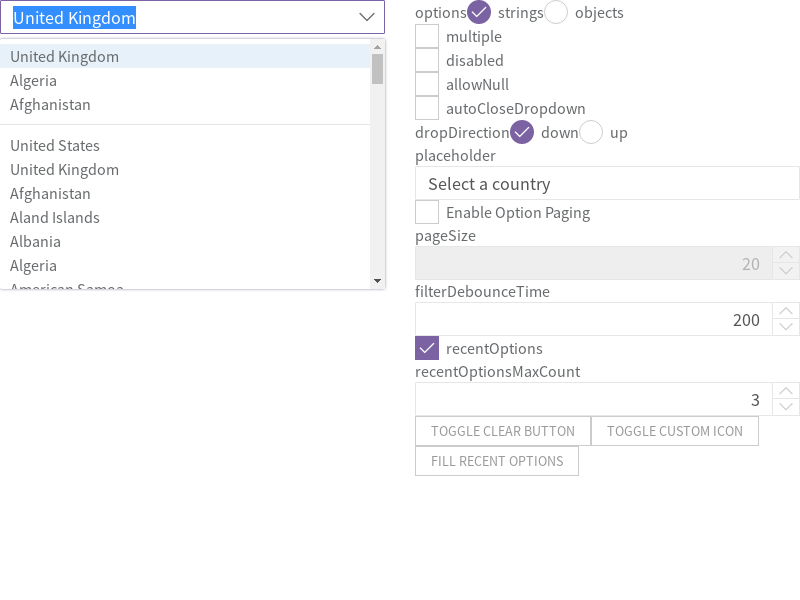 United Kingdom
United Kingdom
Algeria
Afghanistan
United States
United Kingdom
Afghanistan
Aland Islands
Albania
Algeria
American Samoa
options strings objects
multiple
disabled
allowNull
autoCloseDropdown
dropDirection down up
placeholder
Select a country
Enable Option Paging
pageSize
20
filterDebounceTime
200
recentOptions
recentOptionsMaxCount
3
TOGGLE CLEAR BUTTON TOGGLE CUSTOM ICON
FILL RECENT OPTIONS